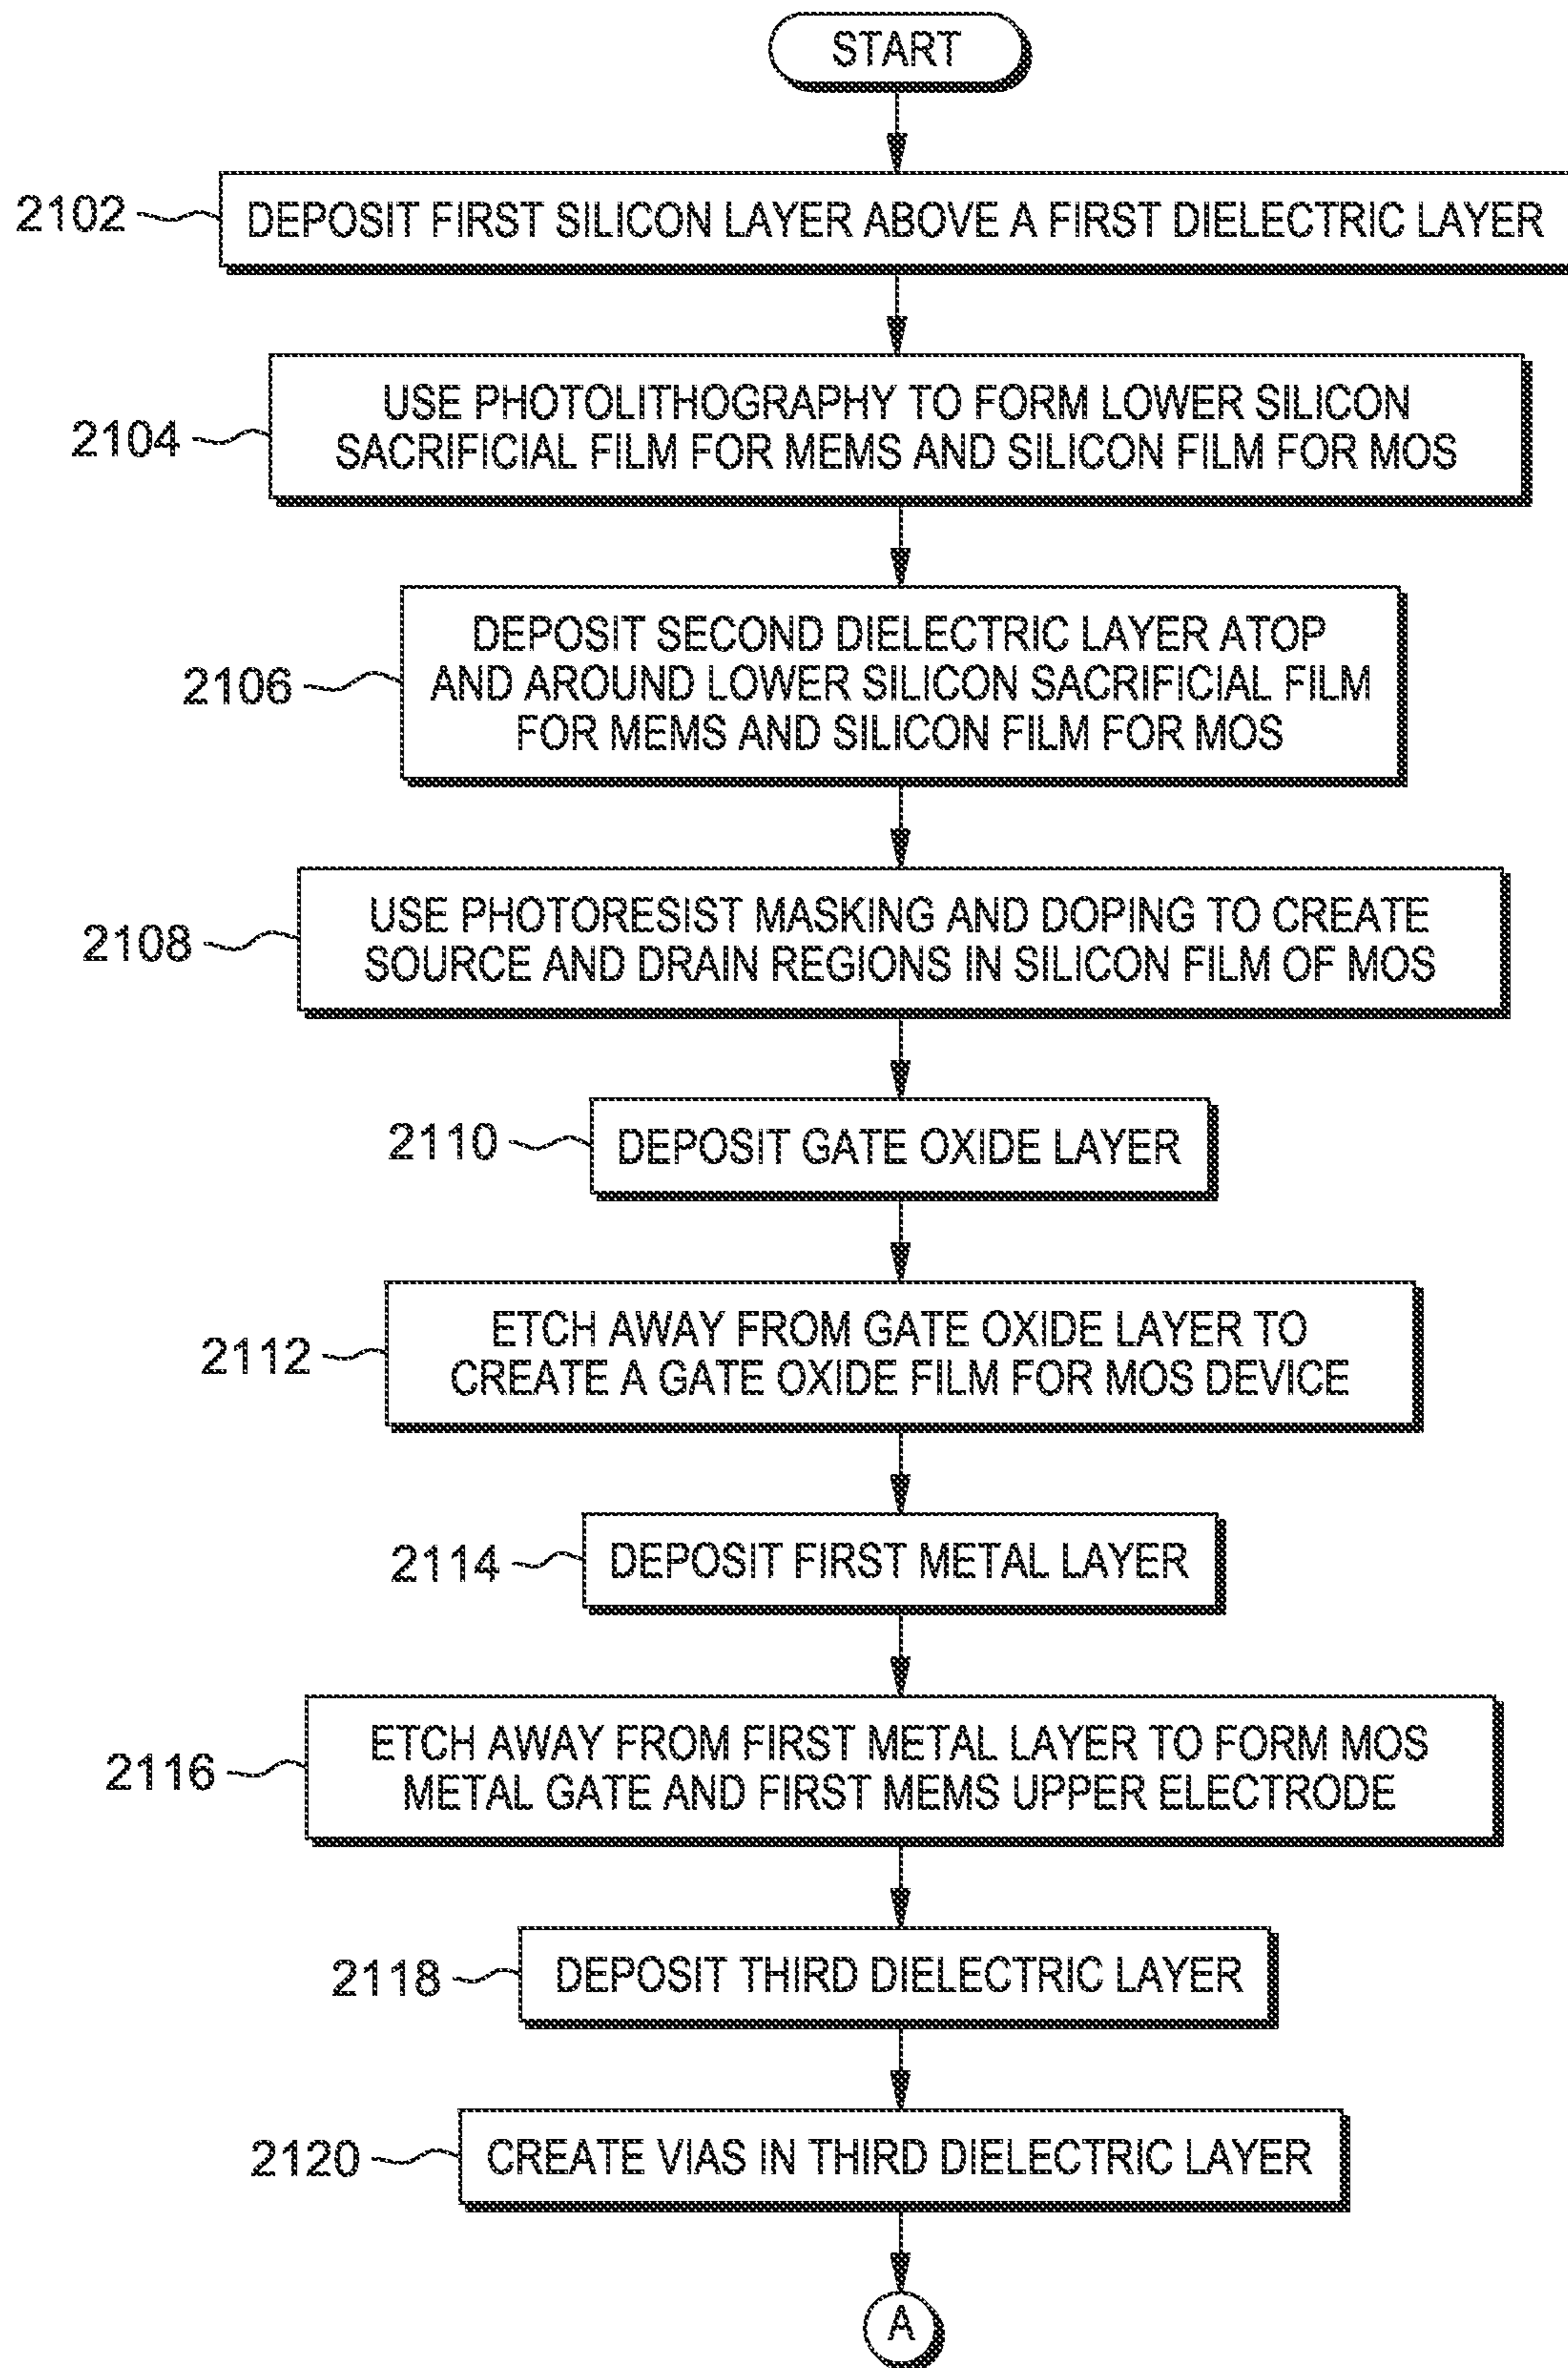 START
2102
DEPOSIT FIRST SILICON LAYER ABOVE A FIRST DIELECTRIC LAYER
2104
USE PHOTOLITHOGRAPHY TO FORM LOWER SILICON
SACRIFICIAL FILM FOR MEMS AND SILICON FILM FOR MOS
2106
DEPOSIT SECOND DIELECTRIC LAYER ATOP
AND AROUND LOWER SILICON SACRIFICIAL FILM
FOR MEMS AND SILICON FILM FOR MOS
2108
USE PHOTORESIST MASKING AND DOPING TO CREATE
SOURCE AND DRAIN REGIONS IN SILICON FILM OF MOS
2110
DEPOSIT GATE OXIDE LAYER
2112
ETCH AWAY FROM GATE OXIDE LAYER TO
CREATE A GATE OXIDE FILM FOR MOS DEVICE
2114
DEPOSIT FIRST METAL LAYER
2116
ETCH AWAY FROM FIRST METAL LAYER TO FORM MOS
METAL GATE AND FIRST MEMS UPPER ELECTRODE
2118
DEPOSIT THIRD DIELECTRIC LAYER
2120
CREATE VIAS IN THIRD DIELECTRIC LAYER
A